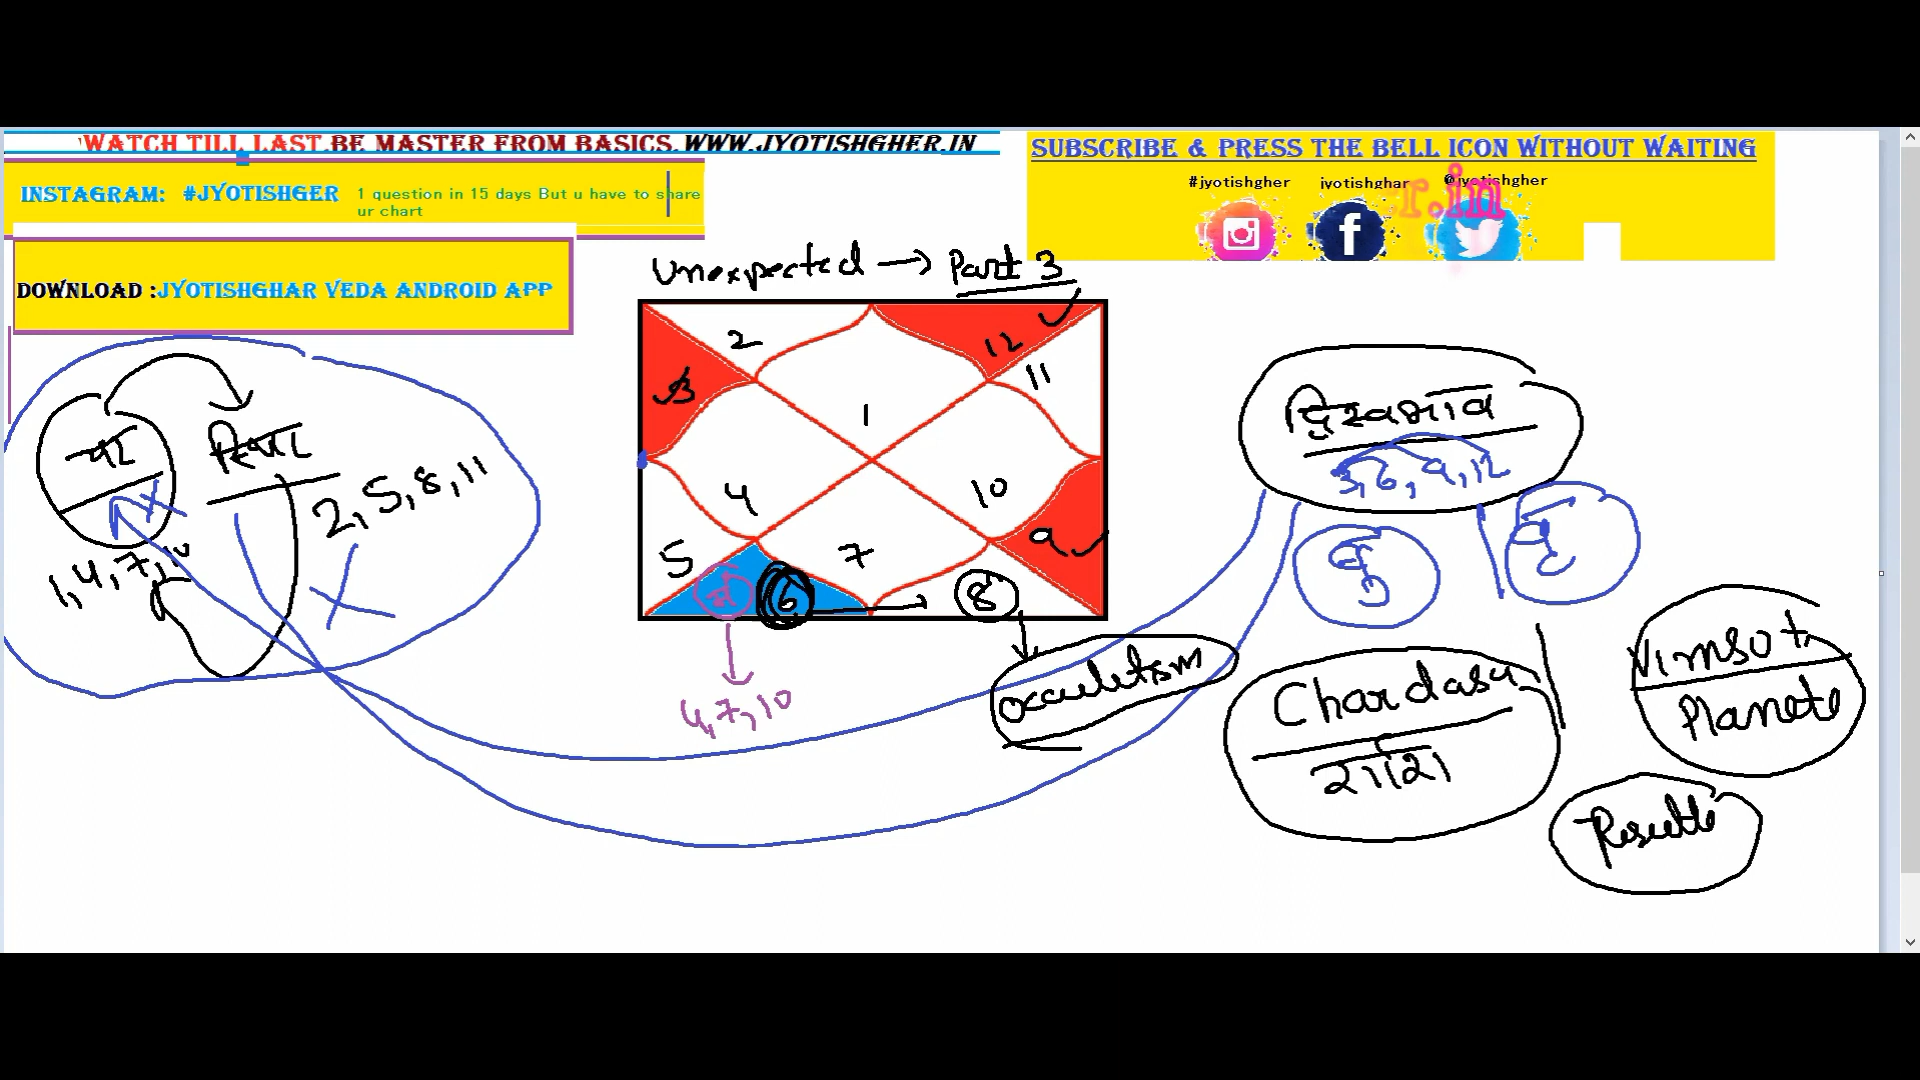 WATCH TILL LAST.BE MASTER FROM BASICS.WWW.JYOTISHGHER.IN
SUBSCRIBE & PRESS THE BELL ICON WITHOUT WAITING
#jyotishgher jyotishghar @jyotishgher
r.in
INSTAGRAM: #JYOTISHGER 1 question in 15 days But u have to share
ur chart
DOWNLOAD :JYOTISHGHAR VEDA ANDROID APP
Unexpected → Part 3
2 12
3 11
1
4 10
5 7 9
6 8
4,7,10
occultism
चर स्थिर
2,5,8,11
1,4,7,10
द्विस्वभाव
3,6,9,12
Chardasa
राशि
Vimsot
Planets
Results